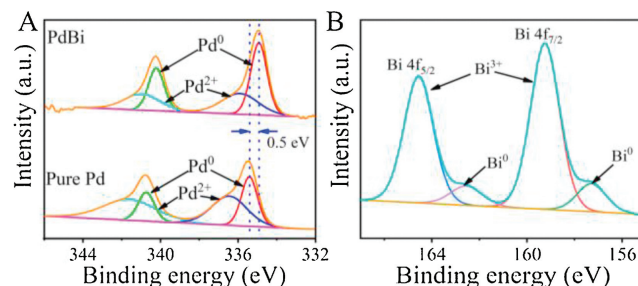 A
PdBi
Pd0
Pd2+
0.5 eV
Pure Pd
Pd0
Pd2+
Intensity (a.u.)
344 340 336 332
Binding energy (eV)
B
Bi 4f7/2
Bi 4f5/2
Bi3+
Bi0
Bi0
Intensity (a.u.)
164 160 156
Binding energy (eV)